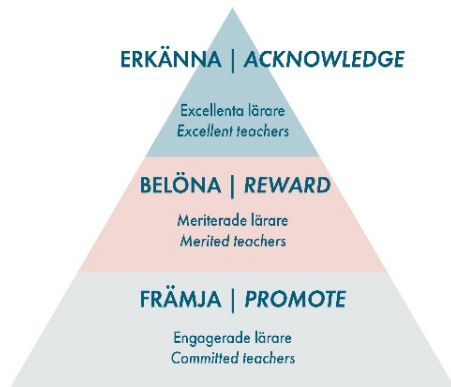 ERKÄNNA | ACKNOWLEDGE
Excellenta lärare
Excellent teachers
BELÖNA | REWARD
Meriterade lärare
Merited teachers
FRÄMJA | PROMOTE
Engagerade lärare
Committed teachers